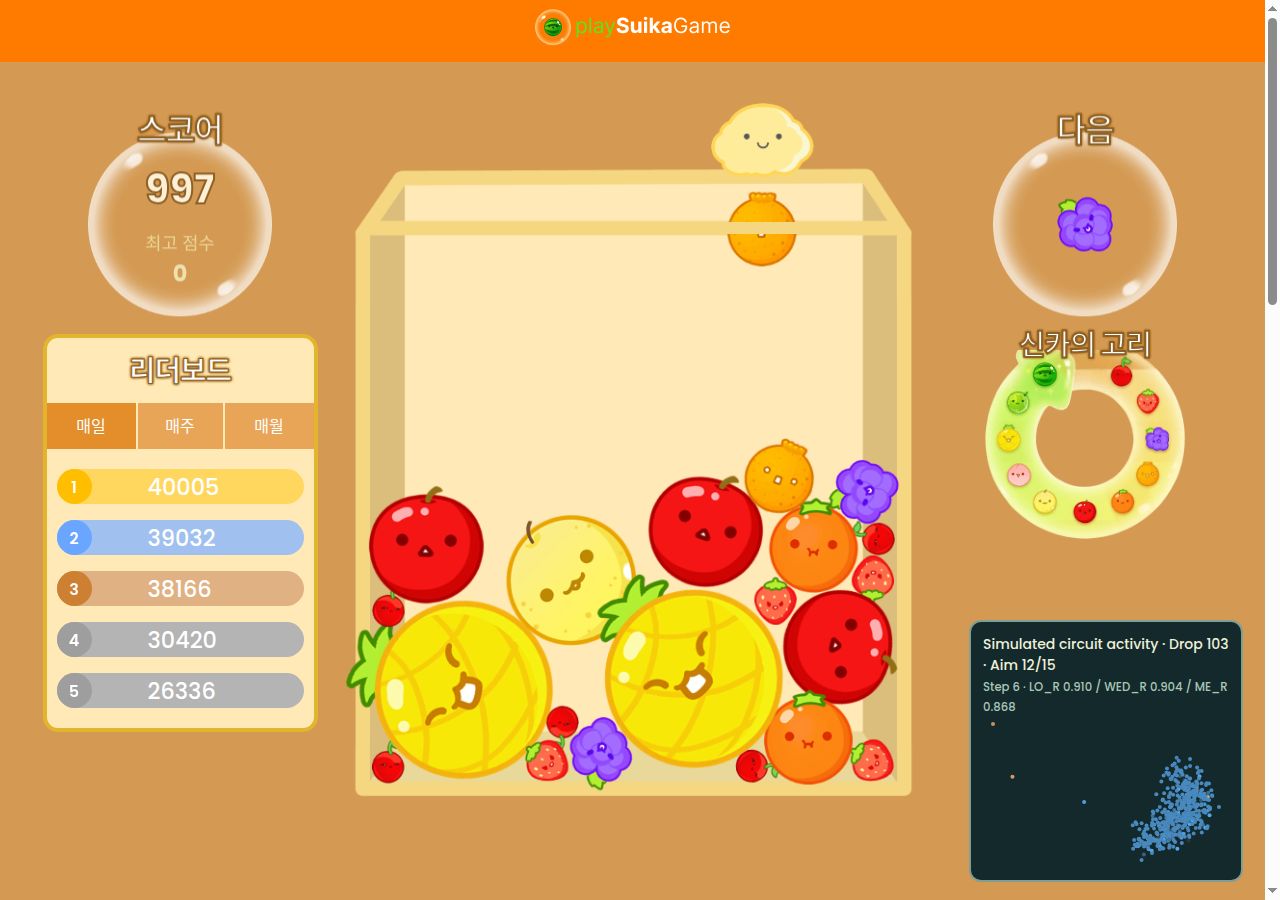 playSuikaGame
스코어
997
최고 점수
0
다음
신카의 고리
리더보드
매일 매주 매월
1 40005
2 39032
3 38166
4 30420
5 26336
Simulated circuit activity · Drop 103
· Aim 12/15
Step 6 · LO_R 0.910 / WED_R 0.904 / ME_R
0.868